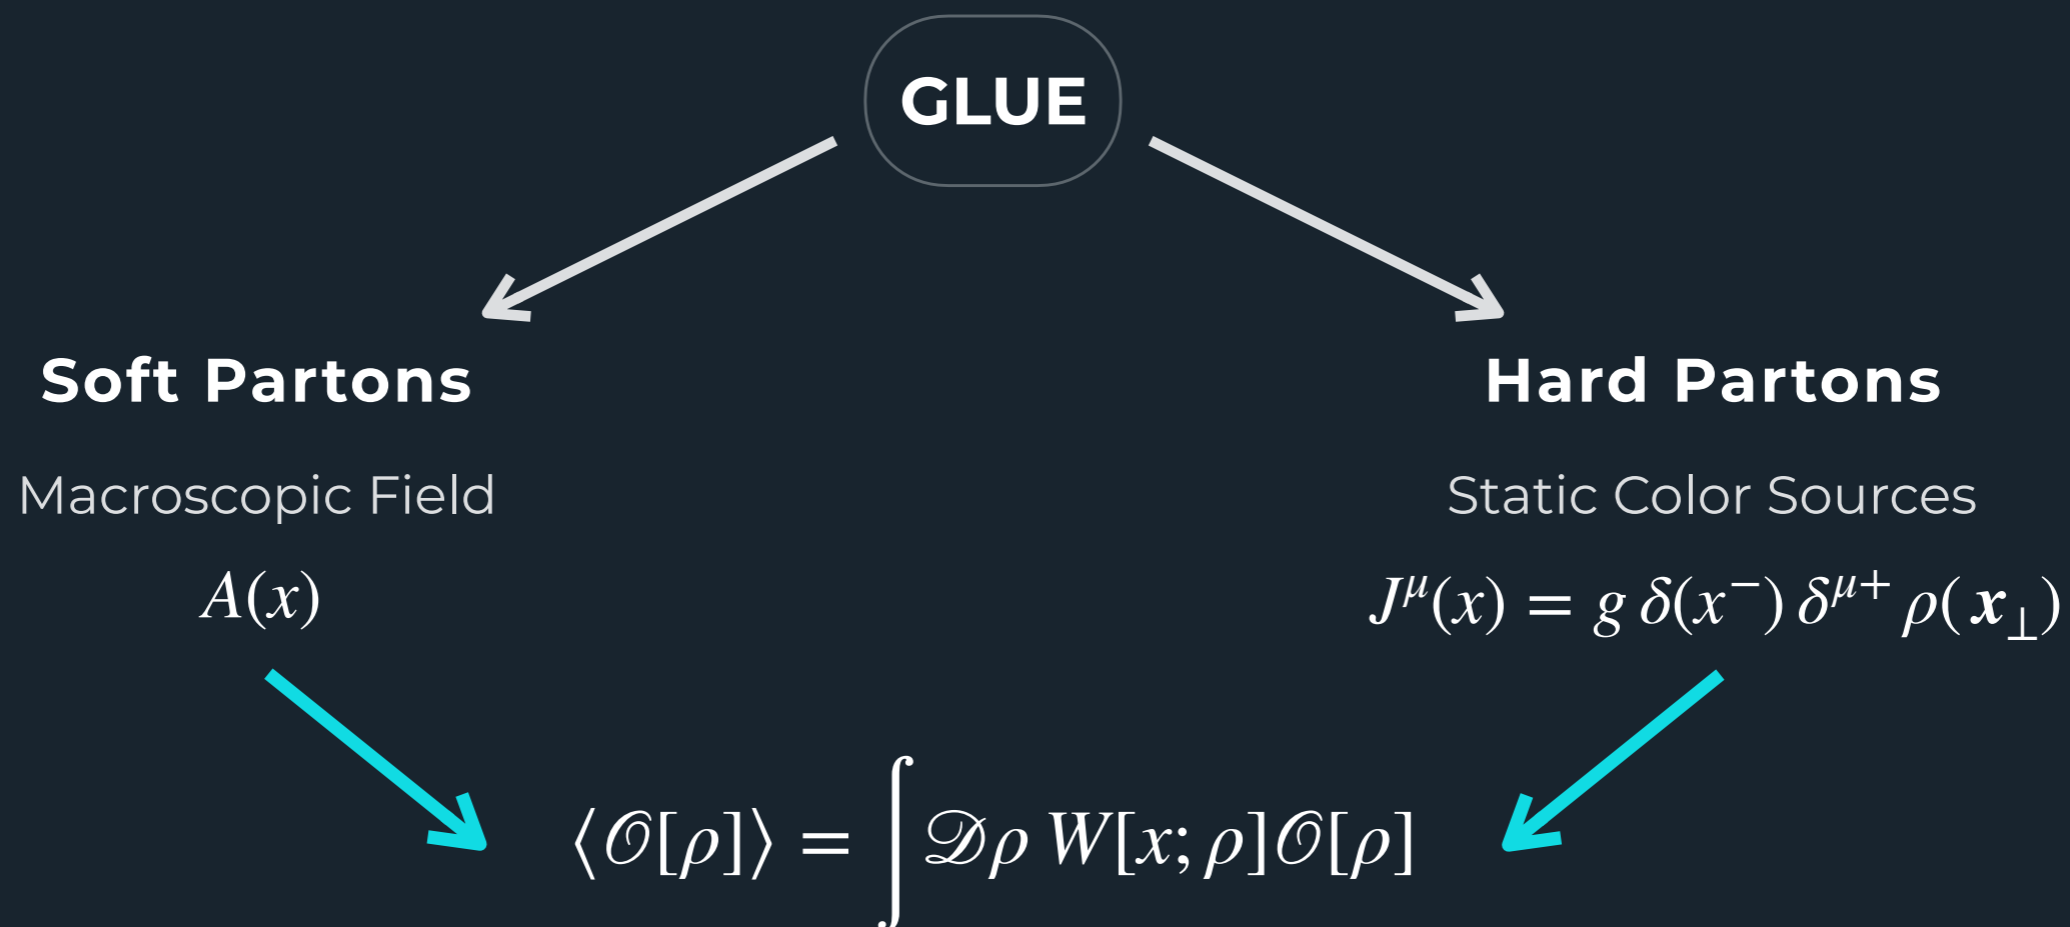 GLUE
Soft Partons
Hard Partons
Macroscopic Field
Static Color Sources
A(x)
J^μ(x) = g δ(x⁻) δ^{μ+} ρ(x_⊥)
⟨𝒪[ρ]⟩ = ∫ 𝒟ρ W[x; ρ]𝒪[ρ]